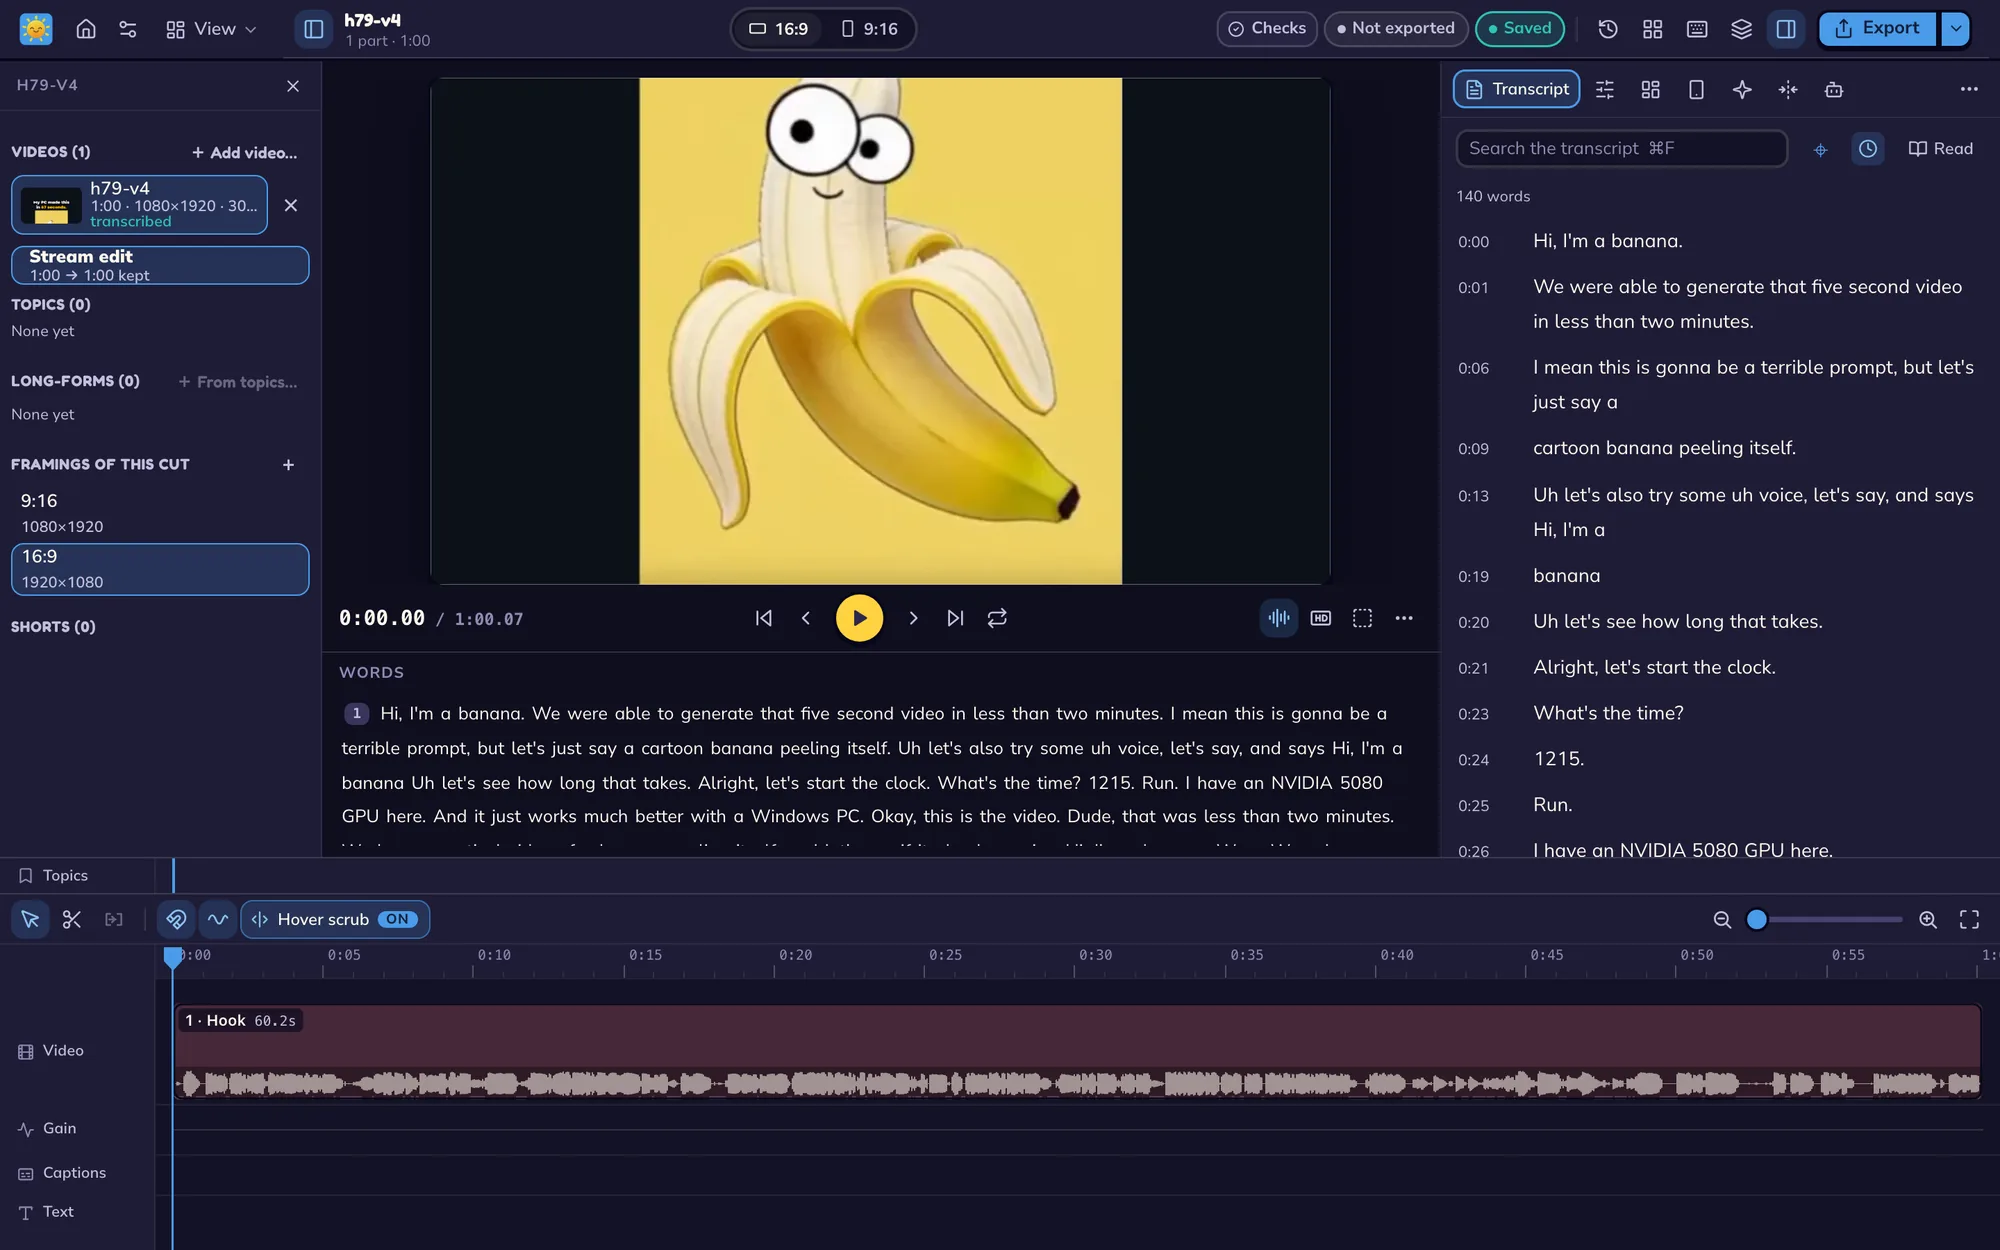 View
h79-v4
1 part · 1:00
16:9
9:16
Checks
Not exported
Saved
Export
H79-V4
VIDEOS (1)
+ Add video...
h79-v4
1:00 · 1080×1920 · 30...
transcribed
Stream edit
1:00 → 1:00 kept
TOPICS (0)
None yet
LONG-FORMS (0)
+ From topics...
None yet
FRAMINGS OF THIS CUT
9:16
1080×1920
16:9
1920×1080
SHORTS (0)
0:00.00 / 1:00.07
HD
WORDS
1 Hi, I'm a banana. We were able to generate that five second video in less than two minutes. I mean this is gonna be a
terrible prompt, but let's just say a cartoon banana peeling itself. Uh let's also try some uh voice, let's say, and says Hi, I'm a
banana Uh let's see how long that takes. Alright, let's start the clock. What's the time? 1215. Run. I have an NVIDIA 5080
GPU here. And it just works much better with a Windows PC. Okay, this is the video. Dude, that was less than two minutes.
Transcript
Search the transcript ⌘F
Read
140 words
0:00 Hi, I'm a banana.
0:01 We were able to generate that five second video
in less than two minutes.
0:06 I mean this is gonna be a terrible prompt, but let's
just say a
0:09 cartoon banana peeling itself.
0:13 Uh let's also try some uh voice, let's say, and says
Hi, I'm a
0:19 banana
0:20 Uh let's see how long that takes.
0:21 Alright, let's start the clock.
0:23 What's the time?
0:24 1215.
0:25 Run.
0:26 I have an NVIDIA 5080 GPU here.
Topics
Hover scrub ON
0:00 0:05 0:10 0:15 0:20 0:25 0:30 0:35 0:40 0:45 0:50 0:55 1:
1 · Hook 60.2s
Video
Gain
Captions
Text